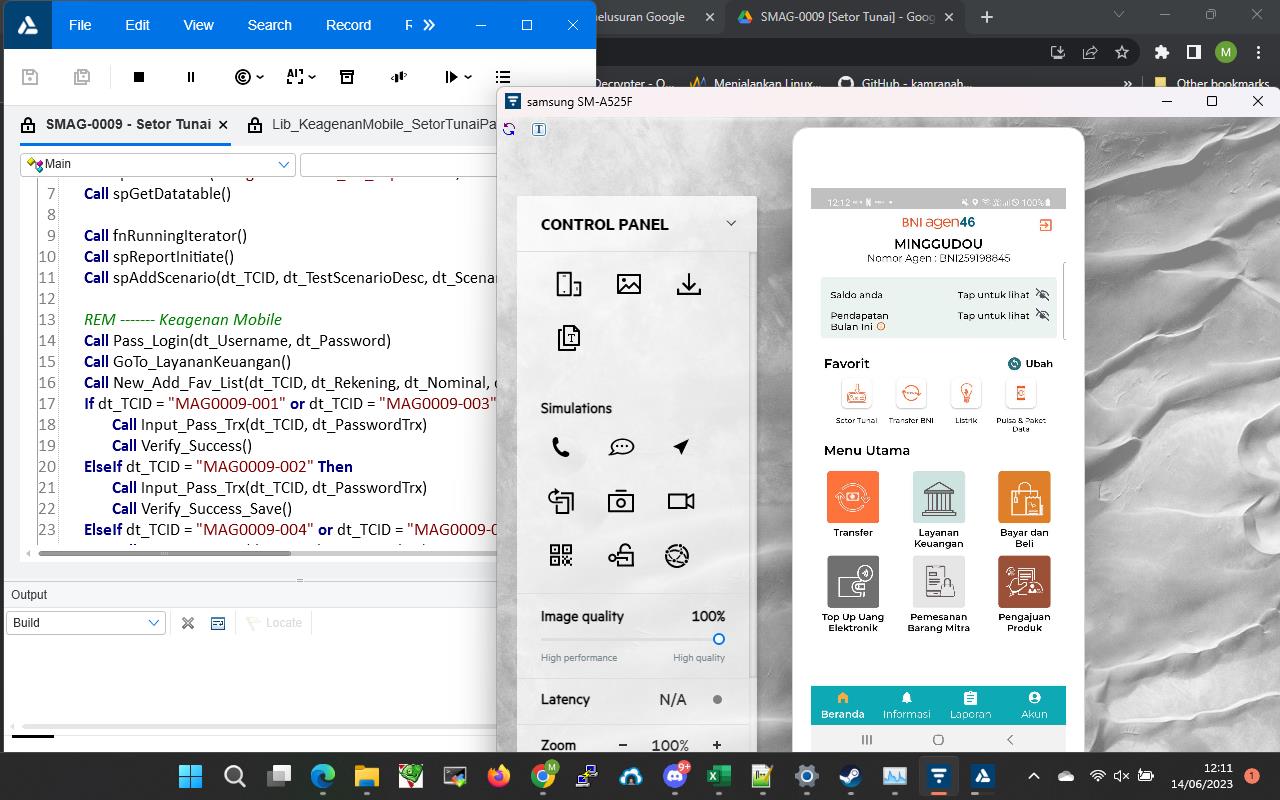 File Edit View Search Record
elusuran Google
SMAG-0009 [Setor Tunai] - Goog
M
Decrypter - O...
Menjalankan Linux...
GitHub - kamranah...
Other bookmarks
samsung SM-A525F
SMAG-0009 - Setor Tunai
Lib_KeagenanMobile_SetorTunaiPa
Main
7 Call spGetDatatable()
8
9 Call fnRunningIterator()
10 Call spReportInitiate()
11 Call spAddScenario(dt_TCID, dt_TestScenarioDesc, dt_Scena
12
13 REM ------- Keagenan Mobile
14 Call Pass_Login(dt_Username, dt_Password)
15 Call GoTo_LayananKeuangan()
16 Call New_Add_Fav_List(dt_TCID, dt_Rekening, dt_Nominal,
17 If dt_TCID = "MAG0009-001" or dt_TCID = "MAG0009-003"
18 Call Input_Pass_Trx(dt_TCID, dt_PasswordTrx)
19 Call Verify_Success()
20 ElseIf dt_TCID = "MAG0009-002" Then
21 Call Input_Pass_Trx(dt_TCID, dt_PasswordTrx)
22 Call Verify_Success_Save()
23 ElseIf dt_TCID = "MAG0009-004" or dt_TCID = "MAG0009-0
Output
Build
Locate
CONTROL PANEL
Simulations
Image quality 100%
High performance High quality
Latency N/A
Zoom - 100% +
12:12 100%
BNI agen46
MINGGUDOU
Nomor Agen : BNI259198845
Saldo anda Tap untuk lihat
Pendapatan
Bulan Ini
Tap untuk lihat
Favorit Ubah
Setor Tunai
Transfer BNI
Listrik
Pulsa & Paket
Data
Menu Utama
Transfer
Layanan
Keuangan
Bayar dan
Beli
Top Up Uang
Elektronik
Pemesanan
Barang Mitra
Pengajuan
Produk
Beranda Informasi Laporan Akun
9+
12:11
14/06/2023
1